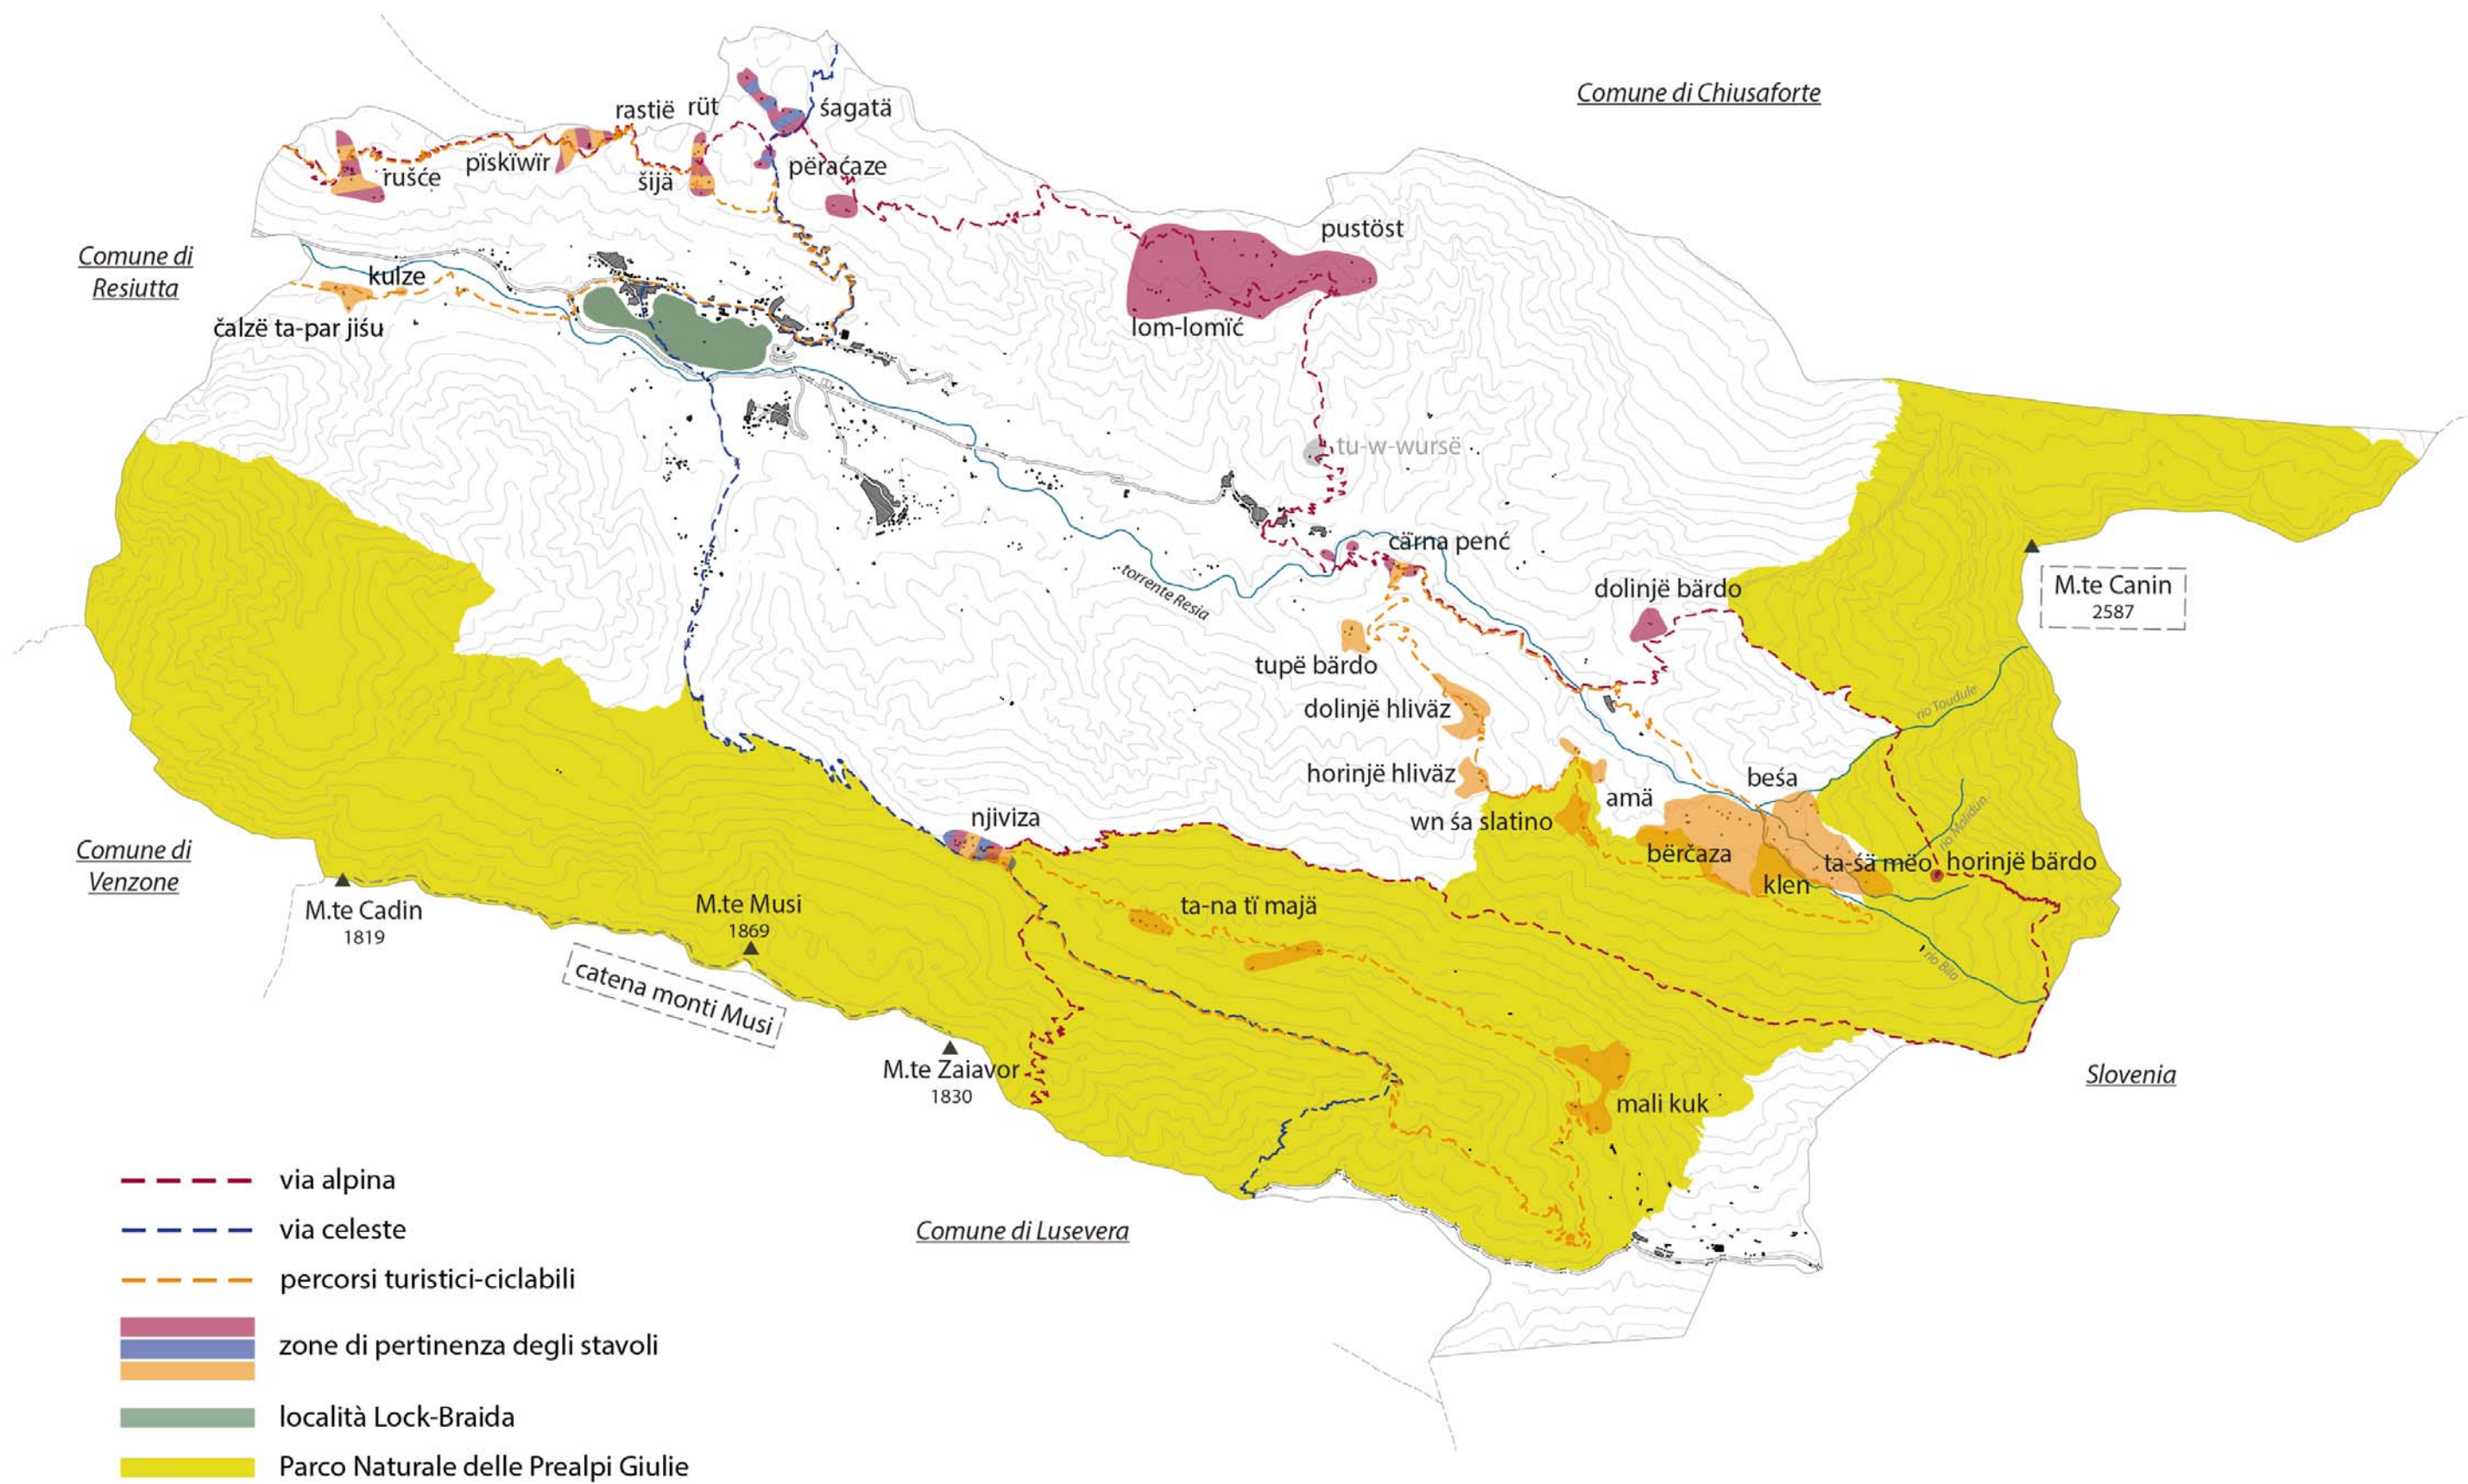 Comune di Chiusaforte
rastië
rüt
śagatä
pïskïwïr
rušće
šijä
përaćaze
pustöst
Comune di
Resiutta
kulze
čalzë ta-par jiśu
lom-lomïć
tu-w-wursë
cärna penć
torrente Resia
dolinjë bärdo
M.te Canin
2587
tupë bärdo
dolinjë hliväz
rio Toudule
horinjë hliväz
beśa
amä
wn śa slatino
rio Malidun
njiviza
Comune di
Venzone
bërčaza
ta-śä mëo
horinjë bärdo
klen
M.te Cadin
1819
M.te Musi
1869
ta-na tï majä
catena monti Musi
rio Bila
M.te Zaiavor
1830
Slovenia
mali kuk
Comune di Lusevera
via alpina
via celeste
percorsi turistici-ciclabili
zone di pertinenza degli stavoli
località Lock-Braida
Parco Naturale delle Prealpi Giulie